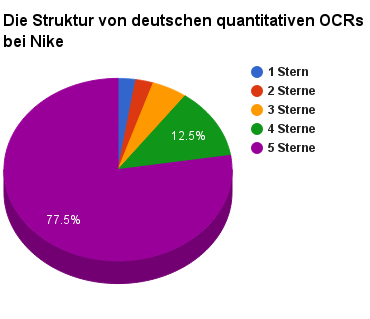 Die Struktur von deutschen quantitativen OCRs
bei Nike
1 Stern
2 Sterne
3 Sterne
4 Sterne
5 Sterne
12.5%
77.5%